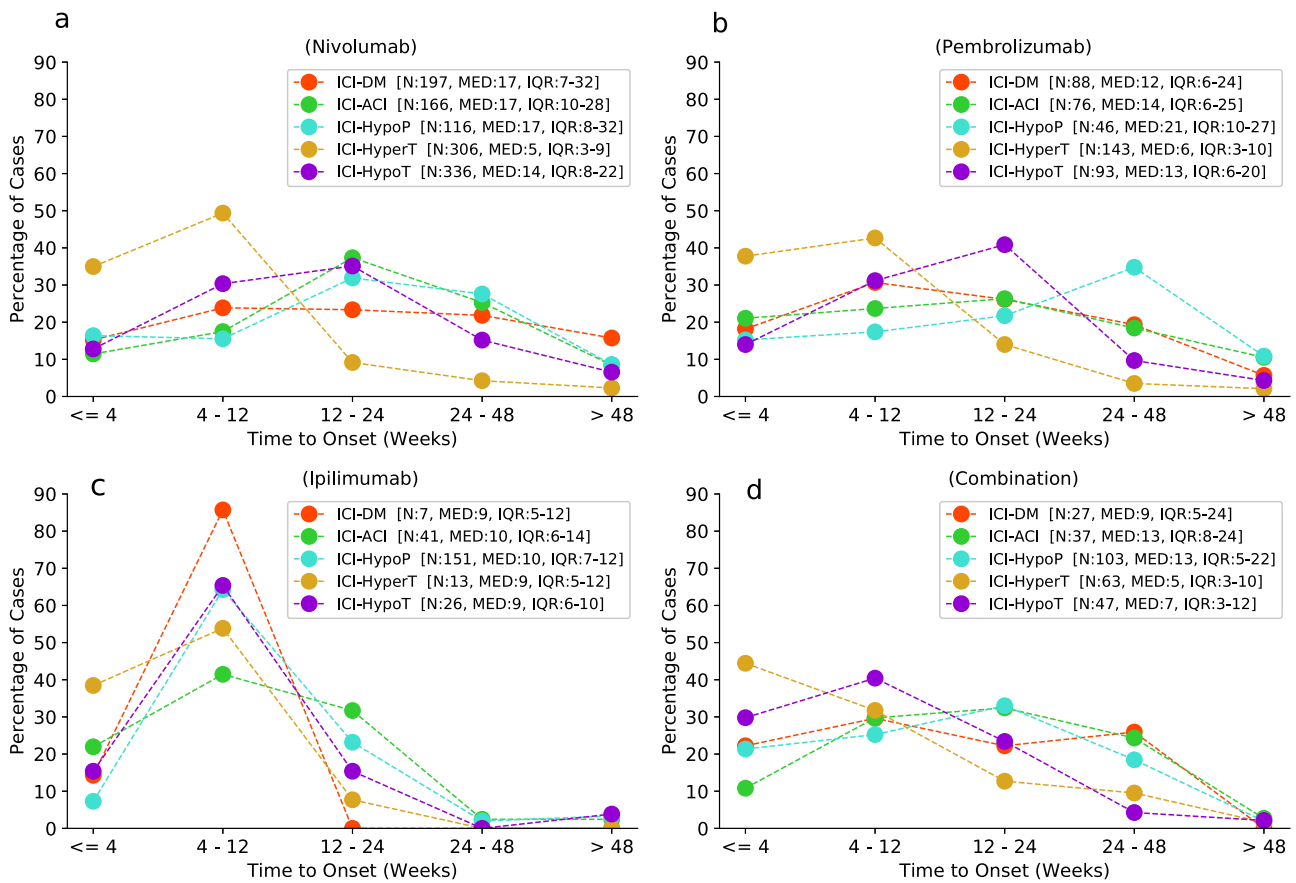 a
(Nivolumab)
Percentage of Cases
90
80
70
60
50
40
30
20
10
0
ICI-DM [N:197, MED:17, IQR:7-32]
ICI-ACI [N:166, MED:17, IQR:10-28]
ICI-HypoP [N:116, MED:17, IQR:8-32]
ICI-HyperT [N:306, MED:5, IQR:3-9]
ICI-HypoT [N:336, MED:14, IQR:8-22]
<= 4 4 - 12 12 - 24 24 - 48 > 48
Time to Onset (Weeks)
b
(Pembrolizumab)
Percentage of Cases
90
80
70
60
50
40
30
20
10
0
ICI-DM [N:88, MED:12, IQR:6-24]
ICI-ACI [N:76, MED:14, IQR:6-25]
ICI-HypoP [N:46, MED:21, IQR:10-27]
ICI-HyperT [N:143, MED:6, IQR:3-10]
ICI-HypoT [N:93, MED:13, IQR:6-20]
<= 4 4 - 12 12 - 24 24 - 48 > 48
Time to Onset (Weeks)
c
(Ipilimumab)
Percentage of Cases
90
80
70
60
50
40
30
20
10
0
ICI-DM [N:7, MED:9, IQR:5-12]
ICI-ACI [N:41, MED:10, IQR:6-14]
ICI-HypoP [N:151, MED:10, IQR:7-12]
ICI-HyperT [N:13, MED:9, IQR:5-12]
ICI-HypoT [N:26, MED:9, IQR:6-10]
<= 4 4 - 12 12 - 24 24 - 48 > 48
Time to Onset (Weeks)
d
(Combination)
Percentage of Cases
90
80
70
60
50
40
30
20
10
0
ICI-DM [N:27, MED:9, IQR:5-24]
ICI-ACI [N:37, MED:13, IQR:8-24]
ICI-HypoP [N:103, MED:13, IQR:5-22]
ICI-HyperT [N:63, MED:5, IQR:3-10]
ICI-HypoT [N:47, MED:7, IQR:3-12]
<= 4 4 - 12 12 - 24 24 - 48 > 48
Time to Onset (Weeks)